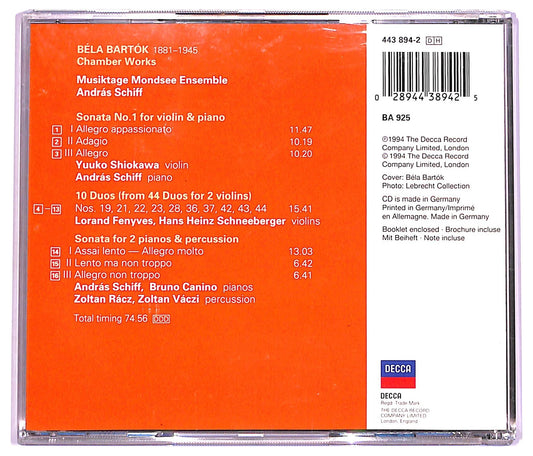 BÉLA BARTÓK 1881–1945
Chamber Works
Musiktage Mondsee Ensemble
András Schiff
Sonata No.1 for violin & piano
1 I Allegro appassionato 11.47
2 II Adagio 10.19
3 III Allegro 10.20
Yuuko Shiokawa violin
András Schiff piano
10 Duos (from 44 Duos for 2 violins)
4 – 13 Nos. 19, 21, 22, 23, 28, 36, 37, 42, 43, 44 15.41
Lorand Fenyves, Hans Heinz Schneeberger violins
Sonata for 2 pianos & percussion
14 I Assai lento — Allegro molto 13.03
15 II Lento ma non troppo 6.42
16 III Allegro non troppo 6.41
András Schiff, Bruno Canino pianos
Zoltan Rácz, Zoltan Váczi percussion
Total timing 74.56 DDD
443 894-2 DH
0 28944 38942 5
BA 925
℗1994 The Decca Record
Company Limited, London
© 1994 The Decca Record
Company Limited, London
Cover: Béla Bartók
Photo: Lebrecht Collection
CD is made in Germany
Printed in Germany/Imprimé
en Allemagne. Made in Germany
Booklet enclosed · Brochure incluse
Mit Beiheft · Note incluse
DECCA
DECCA
Regd. Trade Mark
THE DECCA RECORD
COMPANY LIMITED
London, England